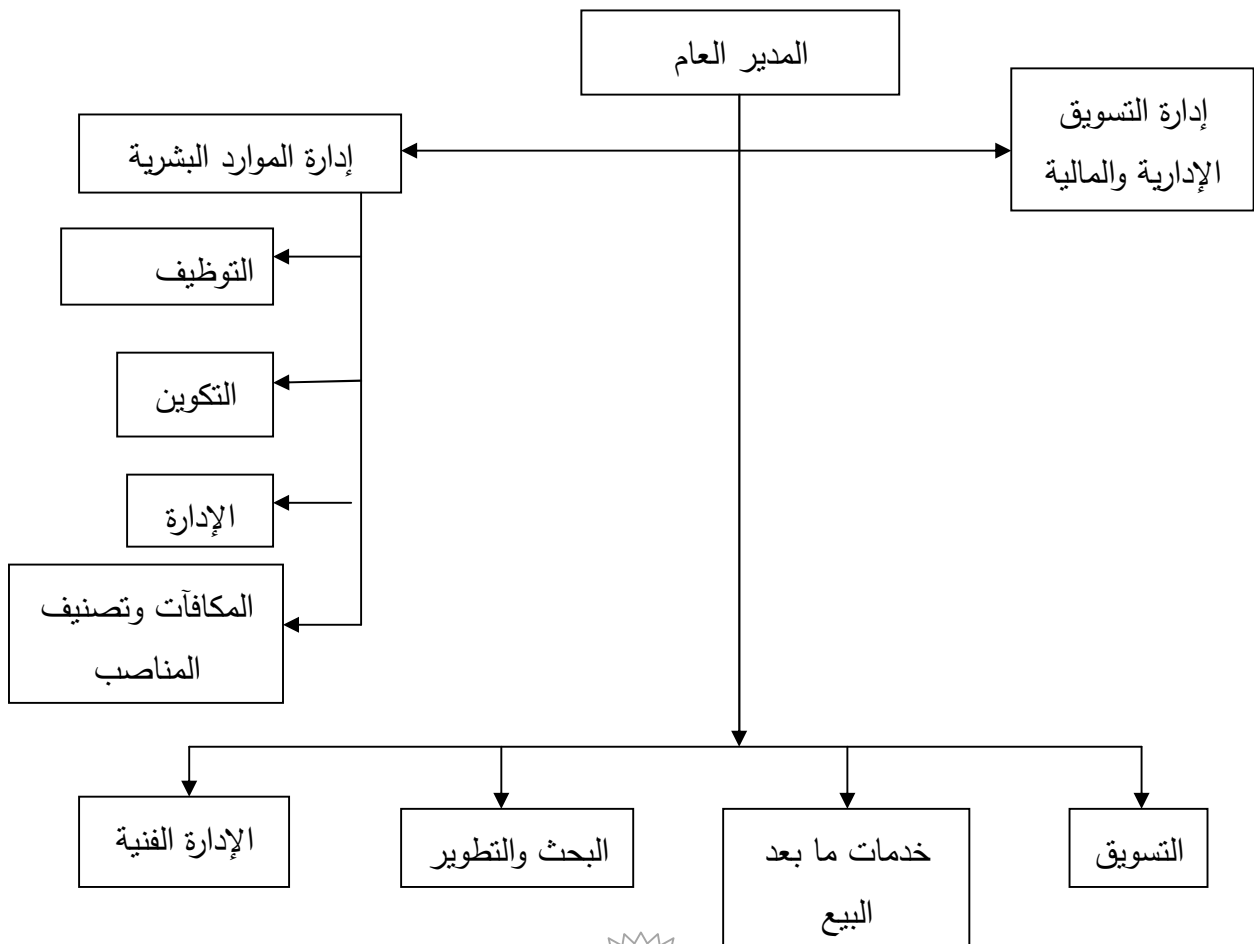 المدير العام
إدارة التسويق
الإدارية والمالية
إدارة الموارد البشرية
التوظيف
التكوين
الإدارة
المكافآت وتصنيف
المناصب
التسويق
خدمات ما بعد
البيع
البحث والتطوير
الإدارة الفنية